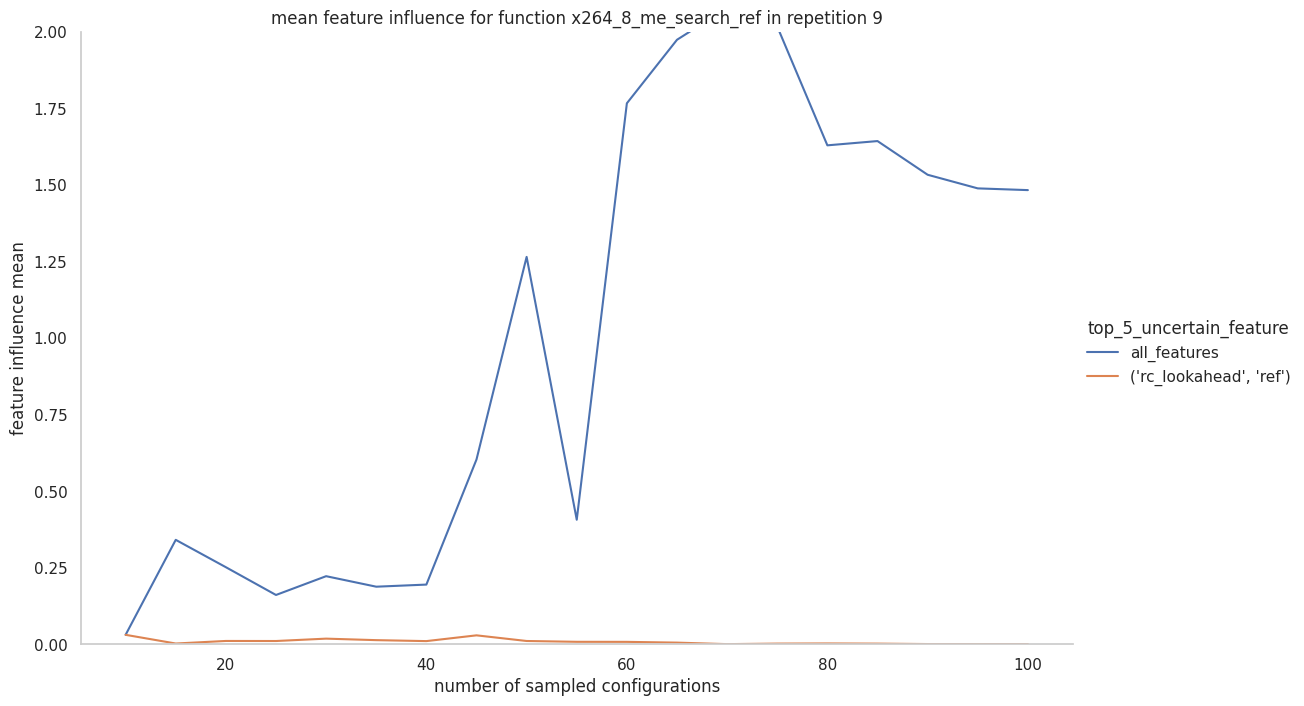 mean feature influence for function x264_8_me_search_ref in repetition 9
2.00
1.75
1.50
1.25
1.00
0.75
0.50
0.25
0.00
feature influence mean
20 40 60 80 100
number of sampled configurations
top_5_uncertain_feature
all_features
('rc_lookahead', 'ref')